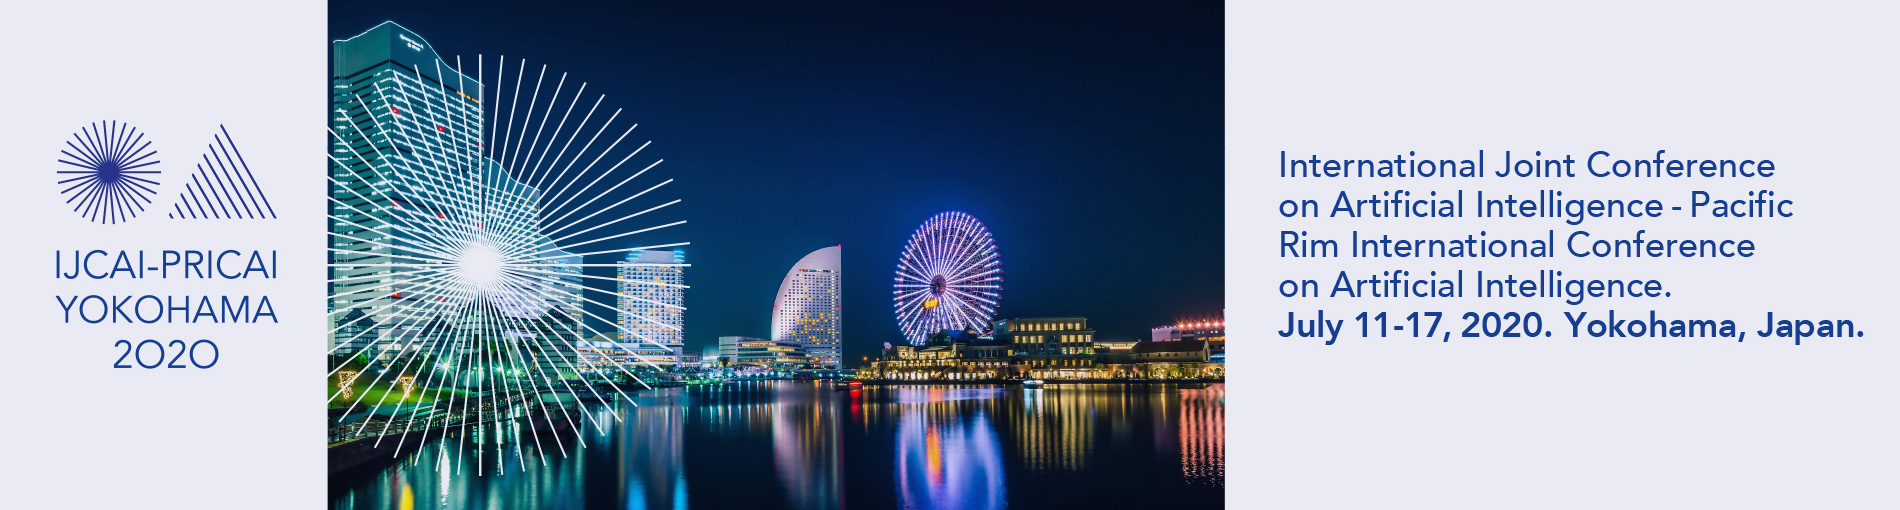 IJCAI-PRICAI
YOKOHAMA
2020
International Joint Conference
on Artificial Intelligence - Pacific
Rim International Conference
on Artificial Intelligence.
July 11-17, 2020. Yokohama, Japan.